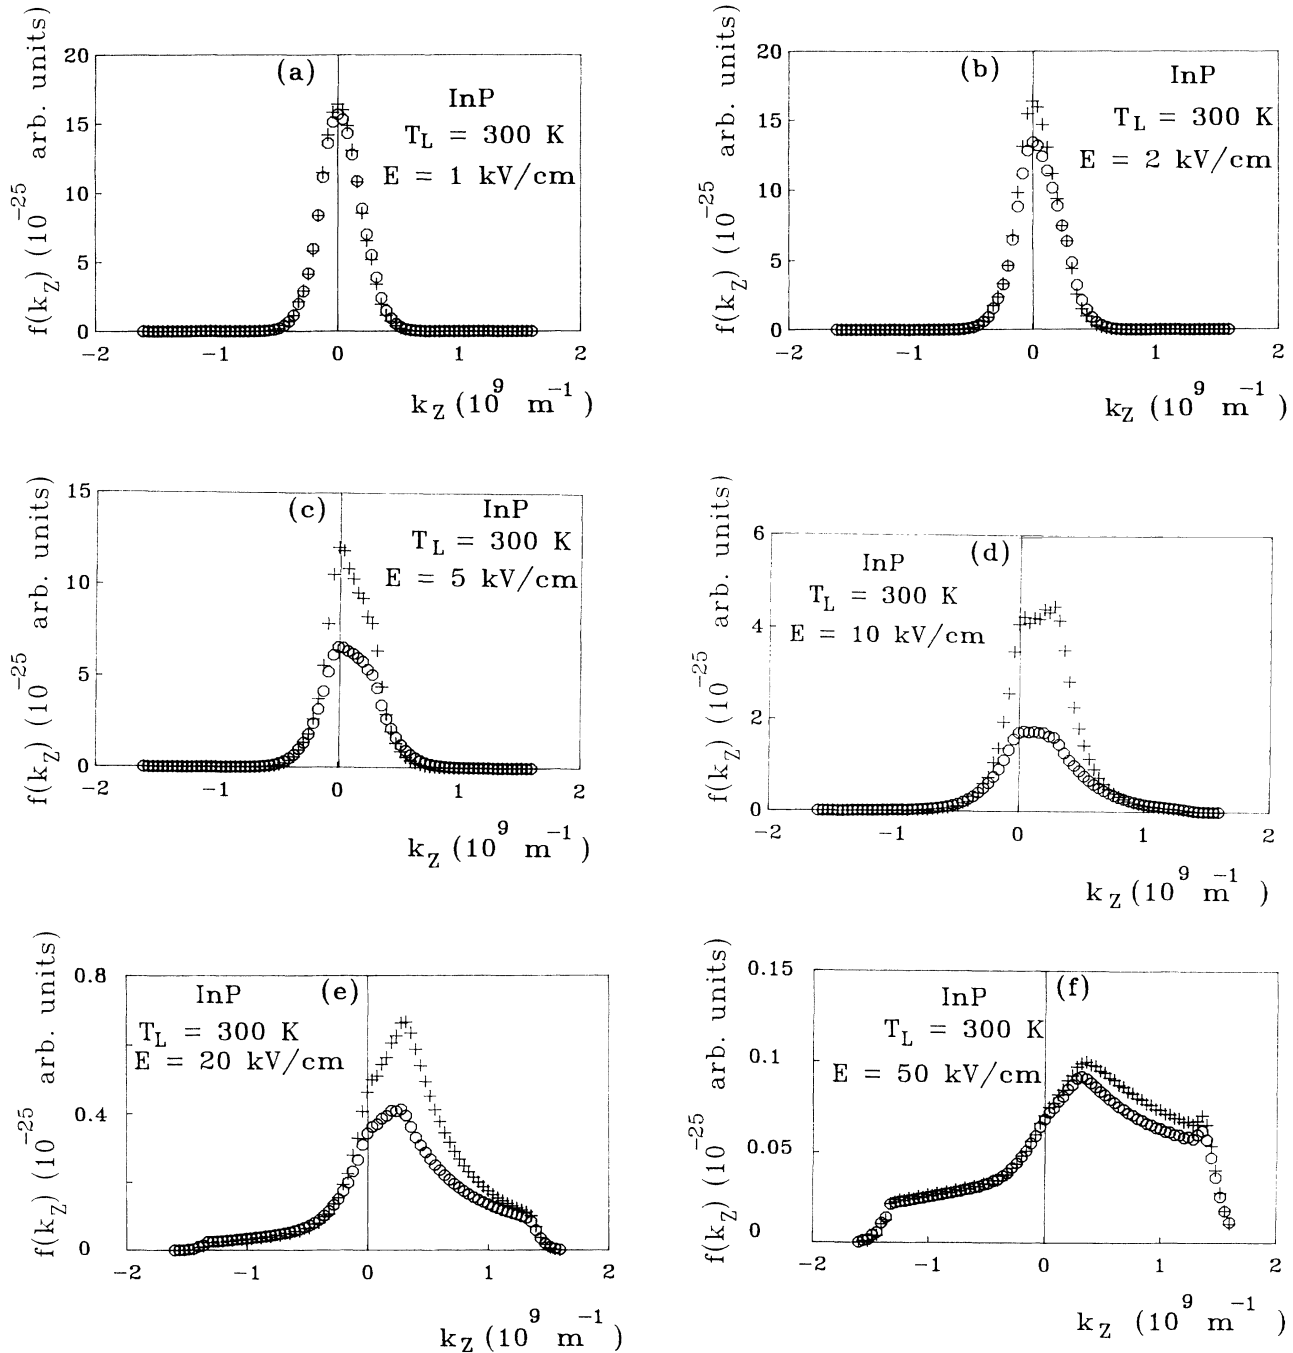 (a)
InP
T_L = 300 K
E = 1 kV/cm
20
15
10
5
0
-2 -1 0 1 2
f(k_Z) (10^-25 arb. units)
k_Z (10^9 m^-1)
(b)
InP
T_L = 300 K
E = 2 kV/cm
20
15
10
5
0
-2 -1 0 1 2
f(k_Z) (10^-25 arb. units)
k_Z (10^9 m^-1)
(c)
InP
T_L = 300 K
E = 5 kV/cm
15
10
5
0
-2 -1 0 1 2
f(k_Z) (10^-25 arb. units)
k_Z (10^9 m^-1)
(d)
InP
T_L = 300 K
E = 10 kV/cm
6
4
2
0
-2 -1 0 1 2
f(k_Z) (10^-25 arb. units)
k_Z (10^9 m^-1)
(e)
InP
T_L = 300 K
E = 20 kV/cm
0.8
0.4
0
-2 -1 0 1 2
f(k_Z) (10^-25 arb. units)
k_Z (10^9 m^-1)
(f)
InP
T_L = 300 K
E = 50 kV/cm
0.15
0.1
0.05
0
-2 -1 0 1 2
f(k_Z) (10^-25 arb. units)
k_Z (10^9 m^-1)